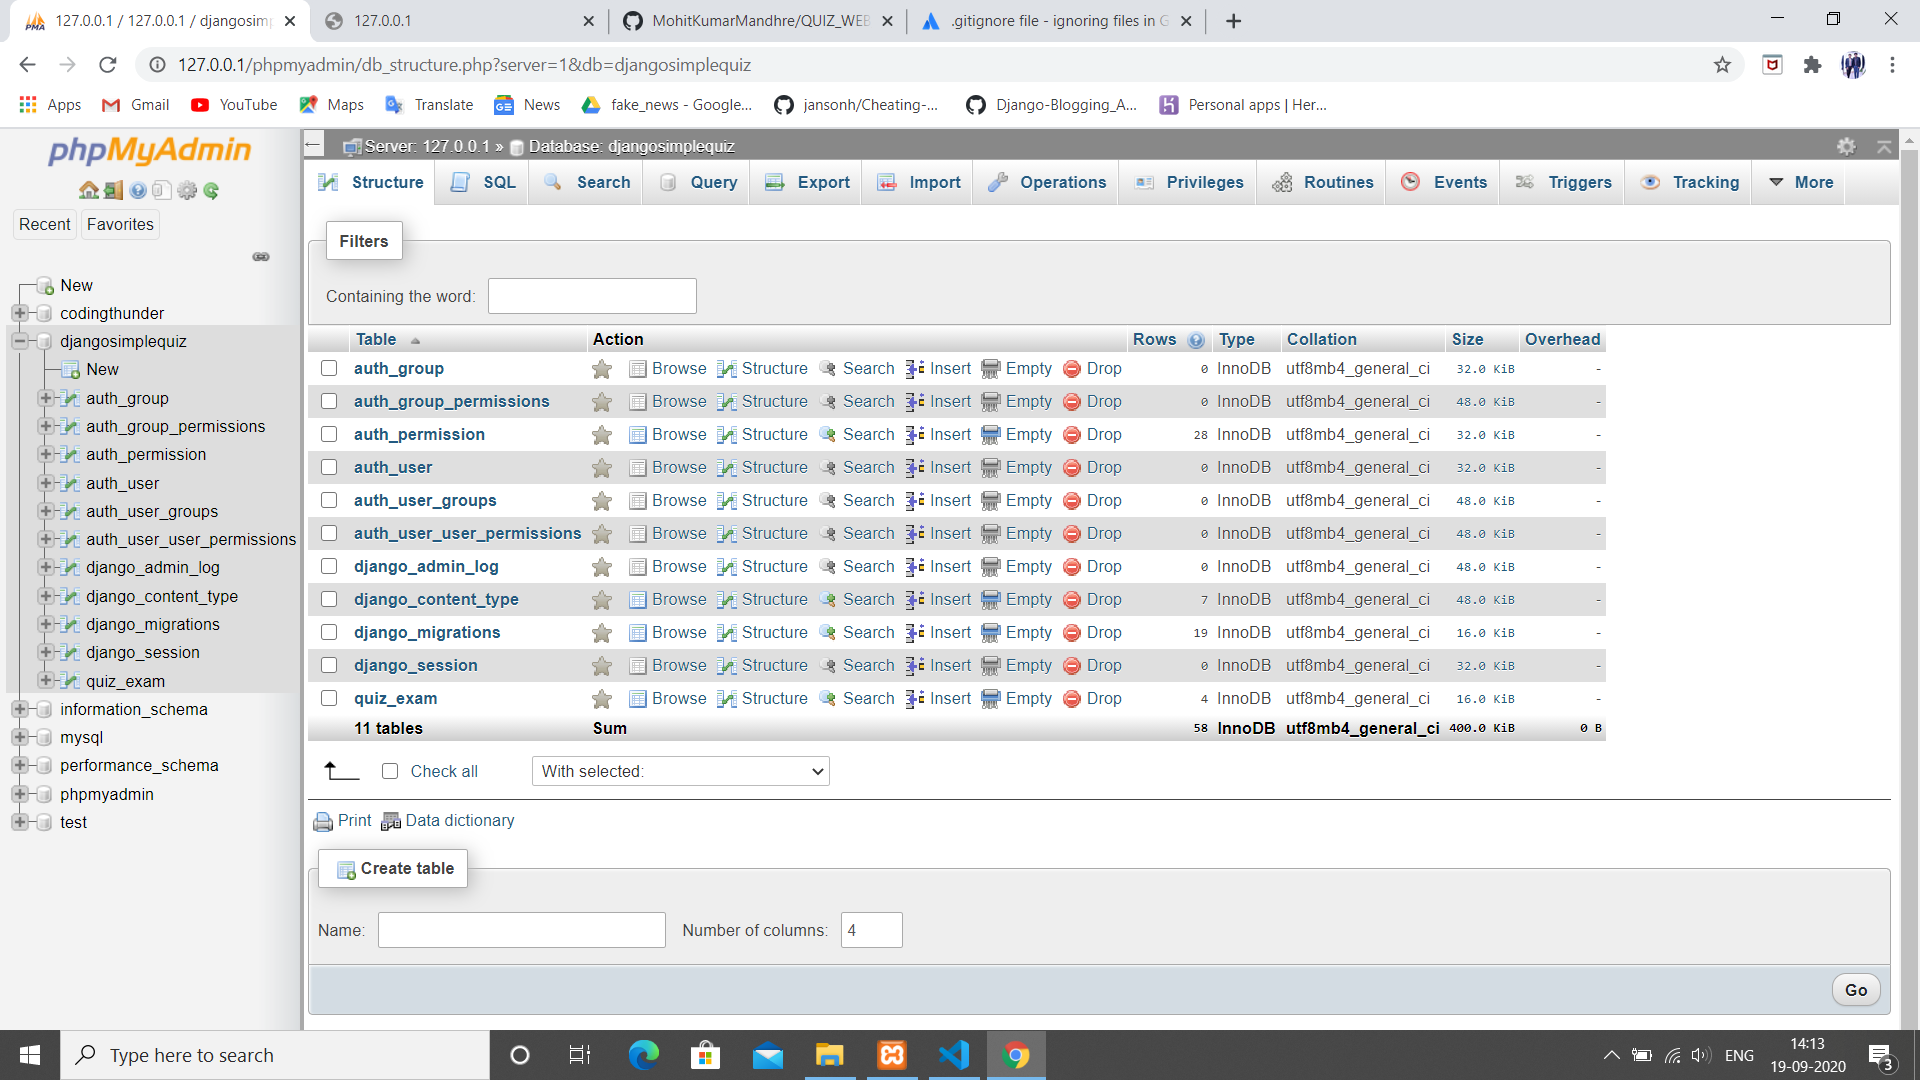 127.0.0.1 / 127.0.0.1 / djangosim
127.0.0.1
MohitKumarMandhre/QUIZ_WEB
.gitignore file - ignoring files in G
127.0.0.1/phpmyadmin/db_structure.php?server=1&db=djangosimplequiz
Apps Gmail YouTube Maps Translate News fake_news - Google... jansonh/Cheating-... Django-Blogging_A... Personal apps | Her...
phpMyAdmin
Recent Favorites
New
codingthunder
djangosimplequiz
New
auth_group
auth_group_permissions
auth_permission
auth_user
auth_user_groups
auth_user_user_permissions
django_admin_log
django_content_type
django_migrations
django_session
quiz_exam
information_schema
mysql
performance_schema
phpmyadmin
test
Server: 127.0.0.1 » Database: djangosimplequiz
Structure SQL Search Query Export Import Operations Privileges Routines Events Triggers Tracking More
Filters
Containing the word:
Table Action Rows Type Collation Size Overhead
auth_group Browse Structure Search Insert Empty Drop 0 InnoDB utf8mb4_general_ci 32.0 KiB -
auth_group_permissions Browse Structure Search Insert Empty Drop 0 InnoDB utf8mb4_general_ci 48.0 KiB -
auth_permission Browse Structure Search Insert Empty Drop 28 InnoDB utf8mb4_general_ci 32.0 KiB -
auth_user Browse Structure Search Insert Empty Drop 0 InnoDB utf8mb4_general_ci 32.0 KiB -
auth_user_groups Browse Structure Search Insert Empty Drop 0 InnoDB utf8mb4_general_ci 48.0 KiB -
auth_user_user_permissions Browse Structure Search Insert Empty Drop 0 InnoDB utf8mb4_general_ci 48.0 KiB -
django_admin_log Browse Structure Search Insert Empty Drop 0 InnoDB utf8mb4_general_ci 48.0 KiB -
django_content_type Browse Structure Search Insert Empty Drop 7 InnoDB utf8mb4_general_ci 48.0 KiB -
django_migrations Browse Structure Search Insert Empty Drop 19 InnoDB utf8mb4_general_ci 16.0 KiB -
django_session Browse Structure Search Insert Empty Drop 0 InnoDB utf8mb4_general_ci 32.0 KiB -
quiz_exam Browse Structure Search Insert Empty Drop 4 InnoDB utf8mb4_general_ci 16.0 KiB -
11 tables Sum 58 InnoDB utf8mb4_general_ci 400.0 KiB 0 B
Check all With selected:
Print Data dictionary
Create table
Name: Number of columns: 4
Go
Type here to search
ENG
14:13
19-09-2020
3